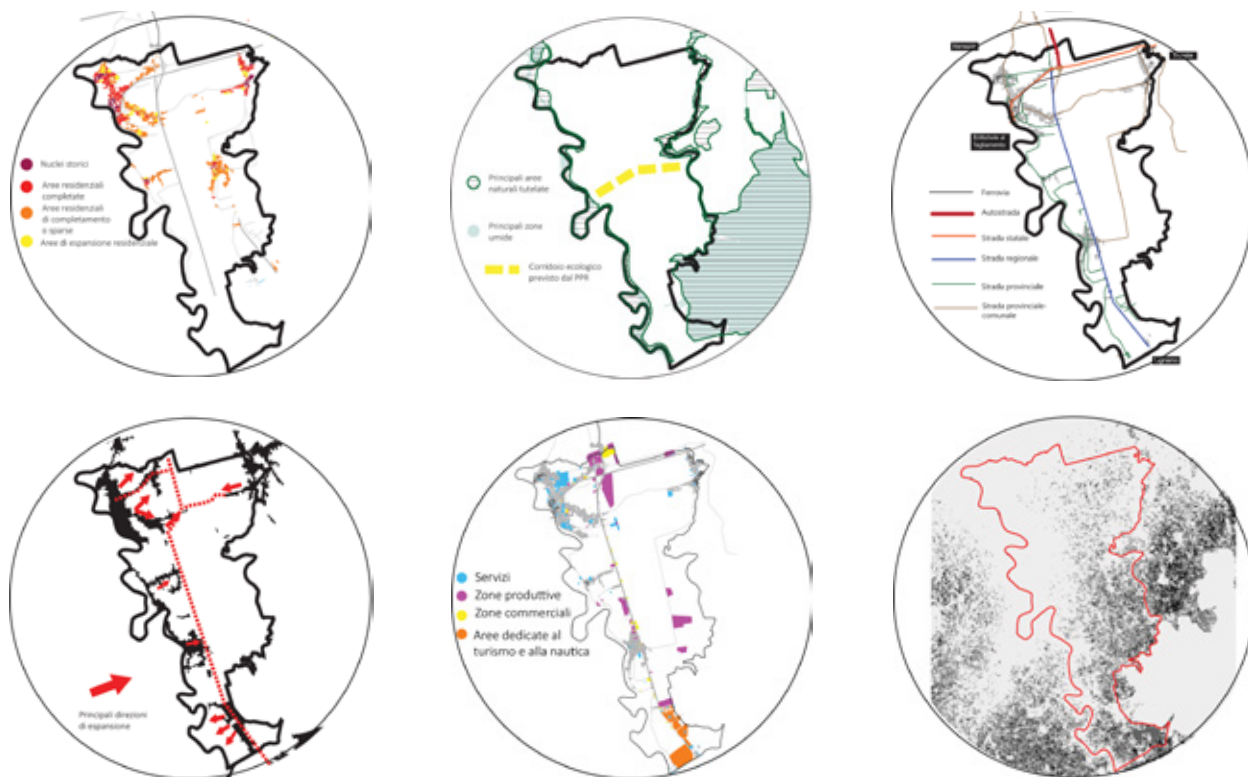 Nuclei storici
Aree residenziali
completate
Aree residenziali
di completamento
o sparse
Aree di espansione residenziale
Principali aree
naturali tutelate
Principali zone
umide
Corridoio ecologico
previsto dal PPR
Ferrovia
Autostrada
Strada statale
Strada regionale
Strada provinciale
Strada provinciale-
comunale
Lignano
Principali direzioni
di espansione
Servizi
Zone produttive
Zone commerciali
Aree dedicate al
turismo e alla nautica